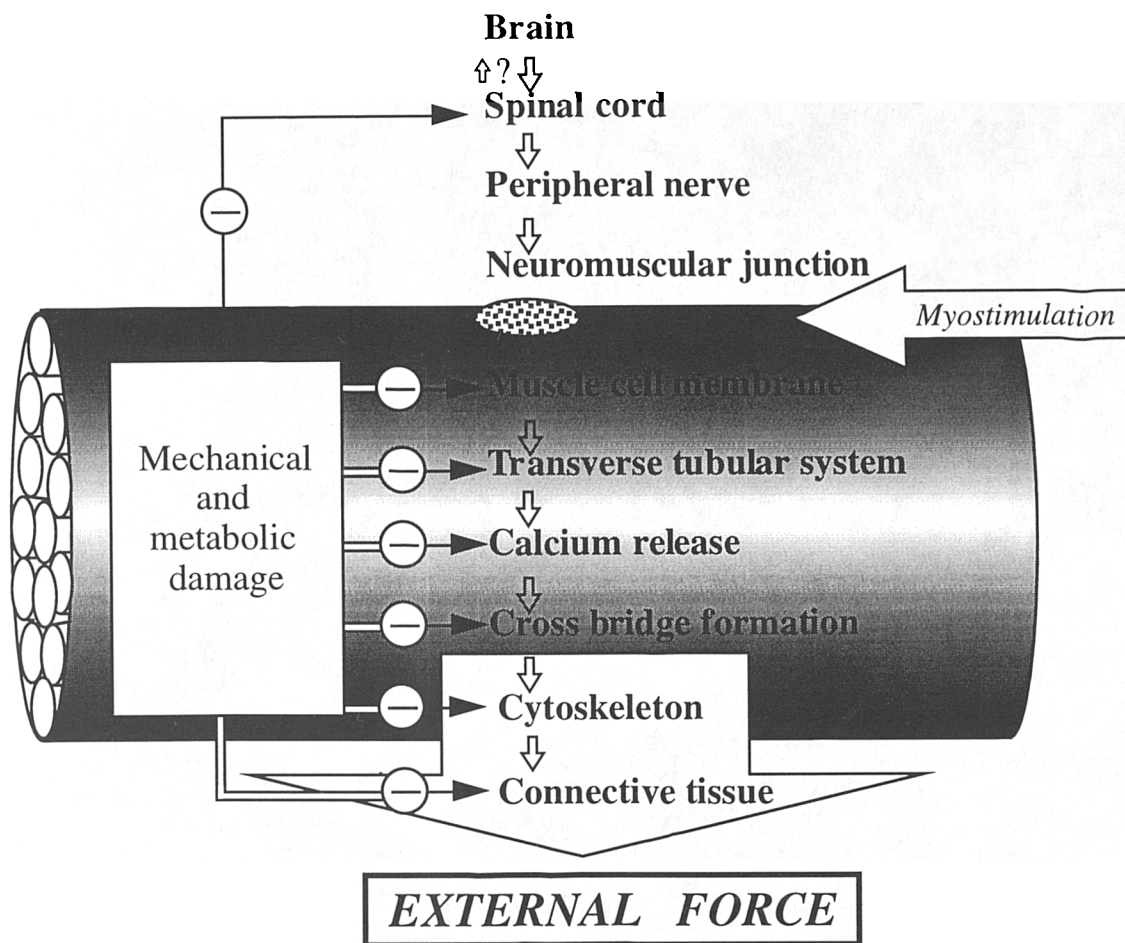 Brain
?
Spinal cord
Peripheral nerve
Neuromuscular junction
Myostimulation
Muscle cell membrane
Mechanical
and
metabolic
damage
Transverse tubular system
Calcium release
Cross bridge formation
Cytoskeleton
Connective tissue
EXTERNAL FORCE